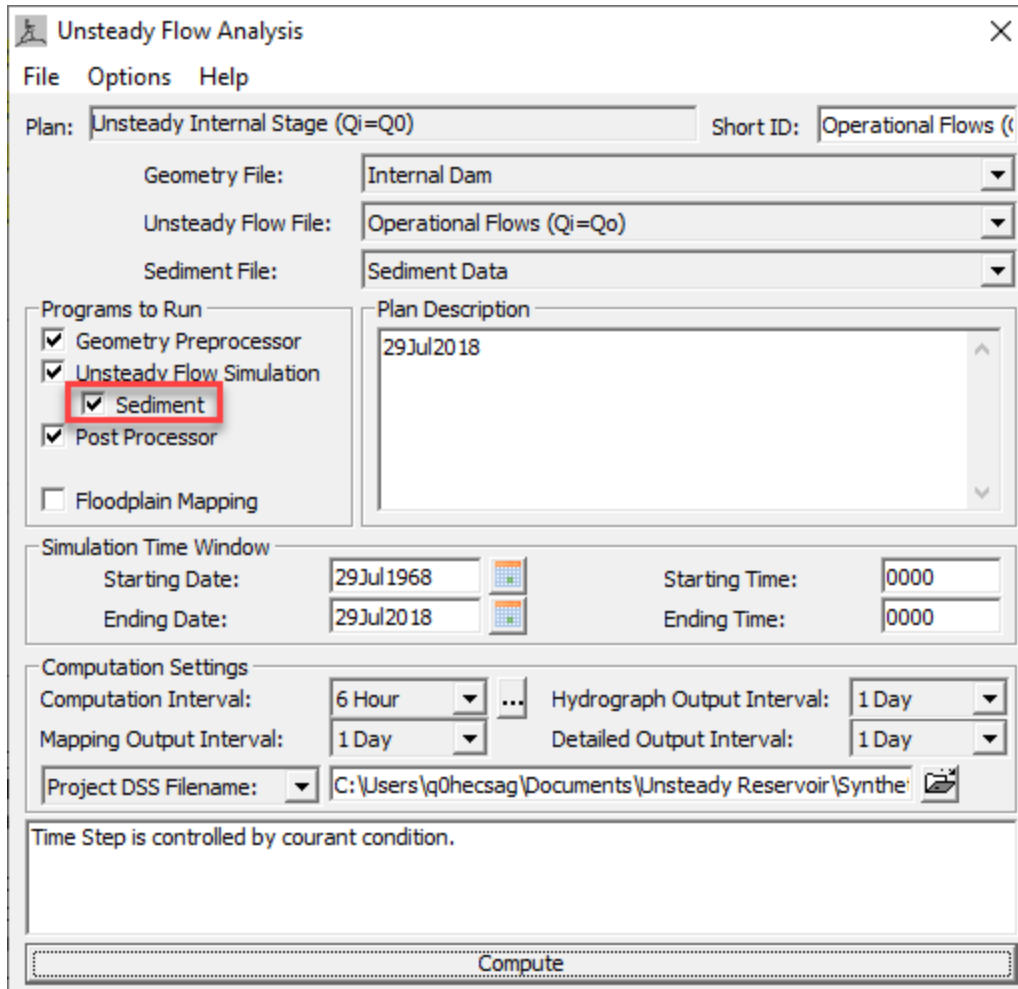 Unsteady Flow Analysis
File Options Help
Plan: Unsteady Internal Stage (Qi=Q0) Short ID: Operational Flows ((
Geometry File: Internal Dam
Unsteady Flow File: Operational Flows (Qi=Qo)
Sediment File: Sediment Data
Programs to Run Plan Description
Geometry Preprocessor 29Jul2018
Unsteady Flow Simulation
Sediment
Post Processor
Floodplain Mapping
Simulation Time Window
Starting Date: 29Jul1968 Starting Time: 0000
Ending Date: 29Jul2018 Ending Time: 0000
Computation Settings
Computation Interval: 6 Hour ... Hydrograph Output Interval: 1 Day
Mapping Output Interval: 1 Day Detailed Output Interval: 1 Day
Project DSS Filename: C:\Users\q0hecsag\Documents\Unsteady Reservoir\Synthet
Time Step is controlled by courant condition.
Compute